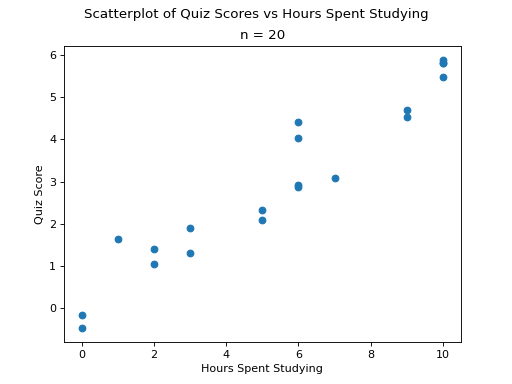 Scatterplot of Quiz Scores vs Hours Spent Studying
n = 20
6
5
4
3
2
1
0
Quiz Score
0 2 4 6 8 10
Hours Spent Studying